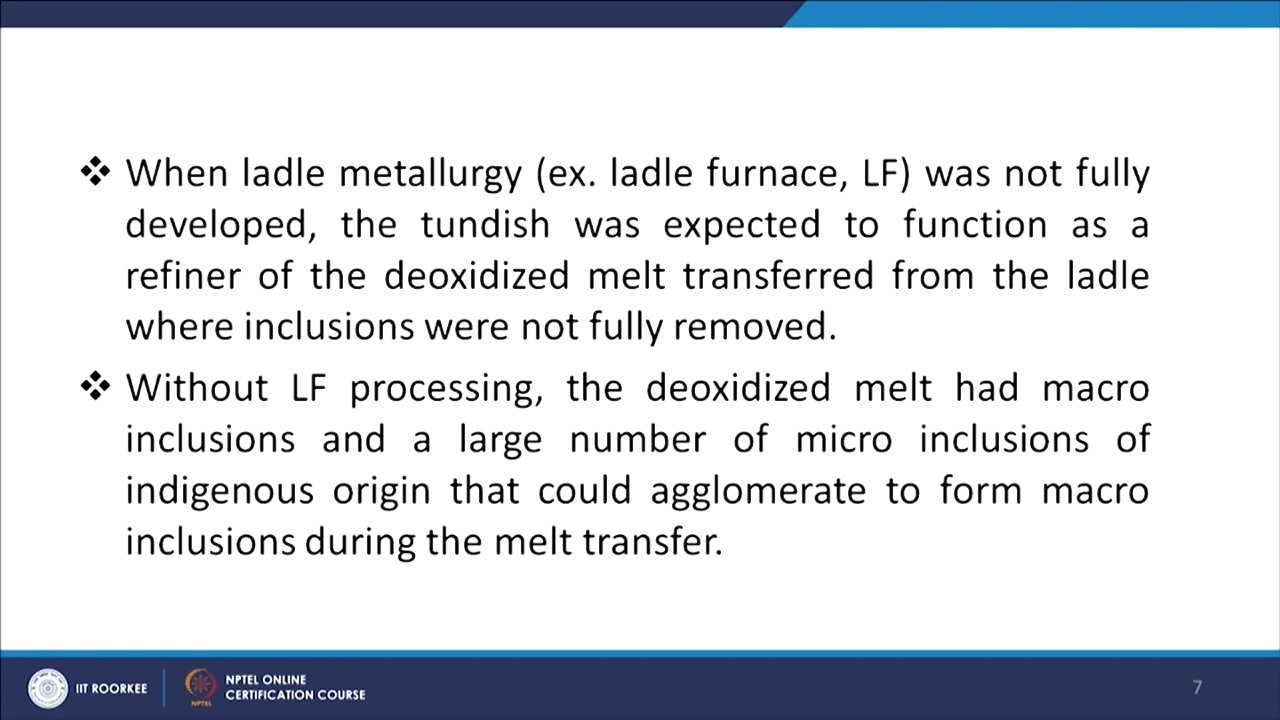 ❖ When ladle metallurgy (ex. ladle furnace, LF) was not fully
developed, the tundish was expected to function as a
refiner of the deoxidized melt transferred from the ladle
where inclusions were not fully removed.
❖ Without LF processing, the deoxidized melt had macro
inclusions and a large number of micro inclusions of
indigenous origin that could agglomerate to form macro
inclusions during the melt transfer.
IIT ROORKEE
NPTEL
NPTEL ONLINE
CERTIFICATION COURSE
7